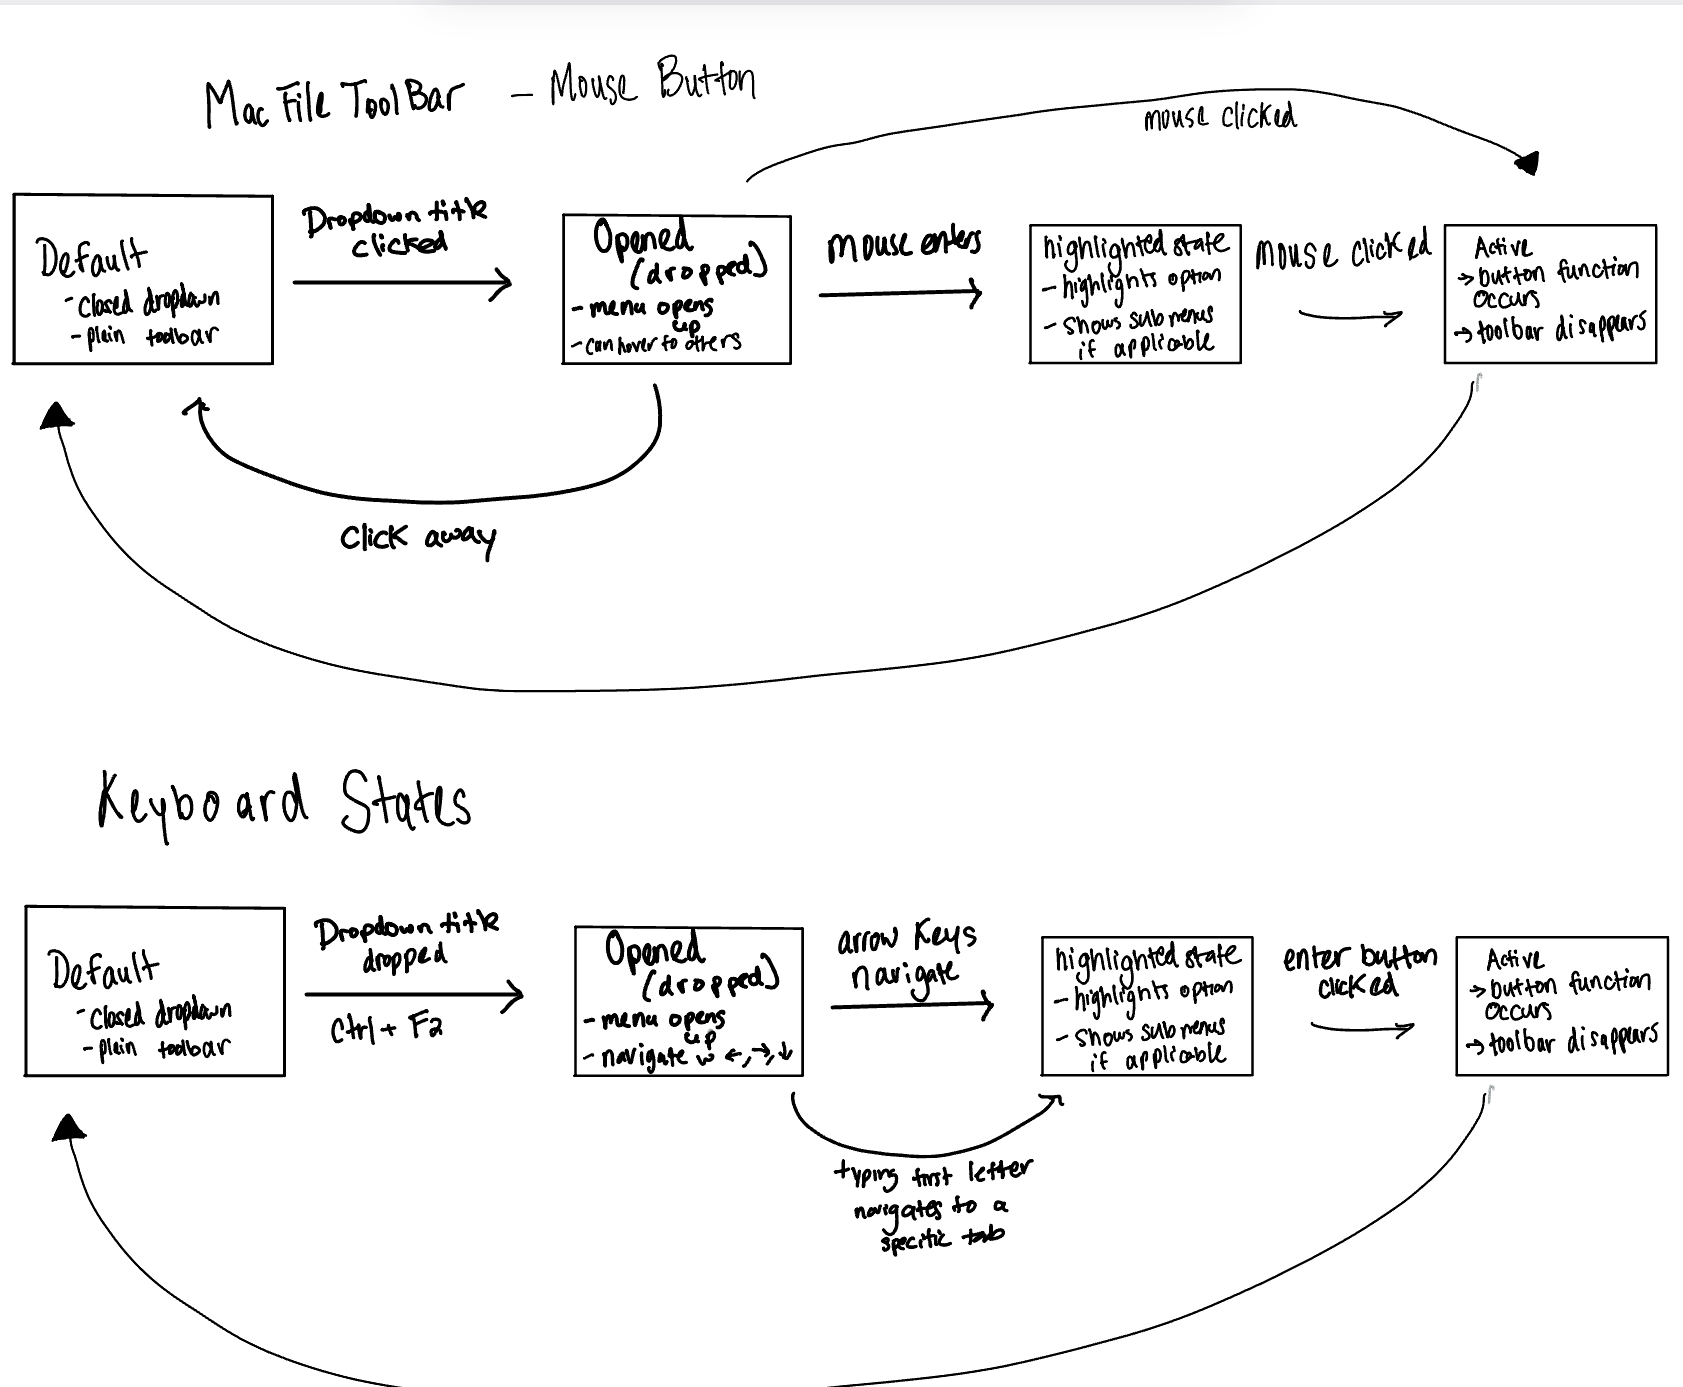 Mac File ToolBar - Mouse Button
mouse clicked
Default
- closed dropdown
- plain toolbar
Dropdown title
clicked
Opened
(dropped)
- menu opens
up
- can hover to others
mouse enters
highlighted state
- highlights option
- Shows sub menus
if applicable
mouse clicked
Active
→ button function
occurs
→ toolbar disappears
Click away
Keyboard States
Default
- closed dropdown
- plain toolbar
Dropdown title
dropped
Ctrl + F2
Opened
(dropped)
- menu opens
up
- navigate w ←, →, ↓
arrow Keys
navigate
highlighted state
- highlights option
- Shows sub menus
if applicable
enter button
clicked
Active
→ button function
occurs
→ toolbar disappears
typing first letter
navigates to a
specific tab